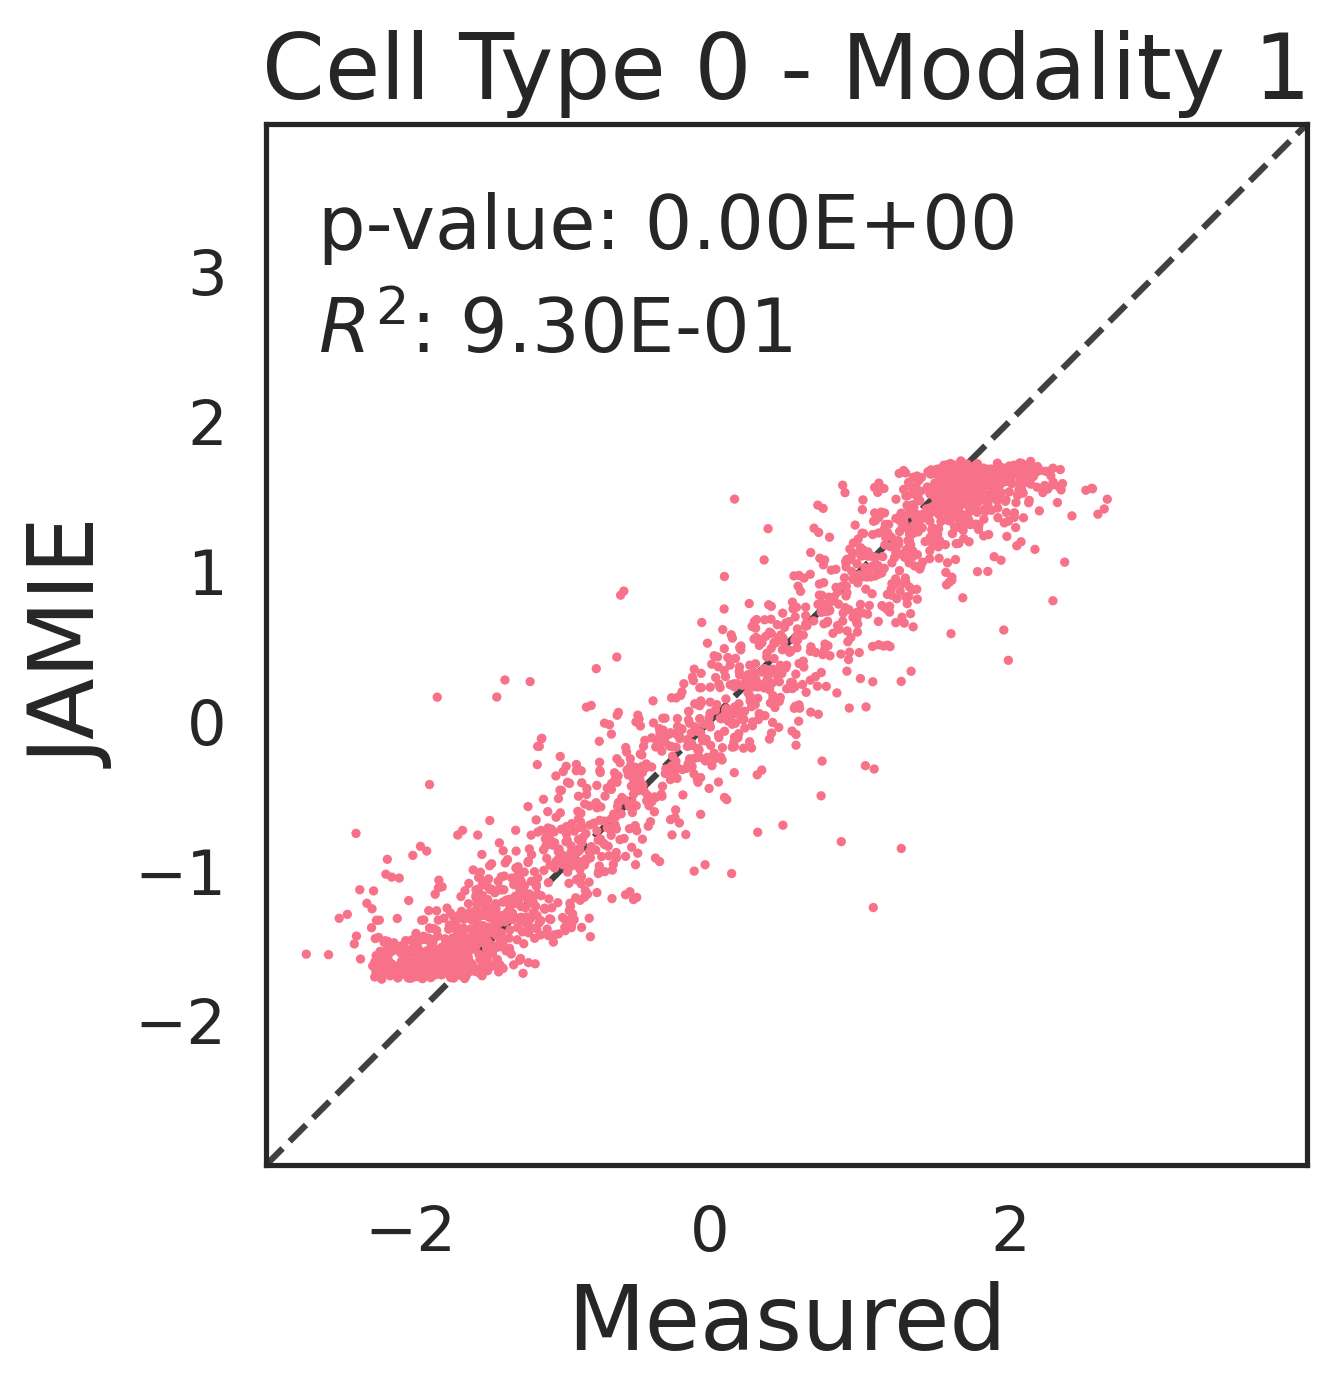 Cell Type 0 - Modality 1
p-value: 0.00E+00
R²: 9.30E-01
3
2
1
0
−1
−2
JAMIE
−2 0 2
Measured